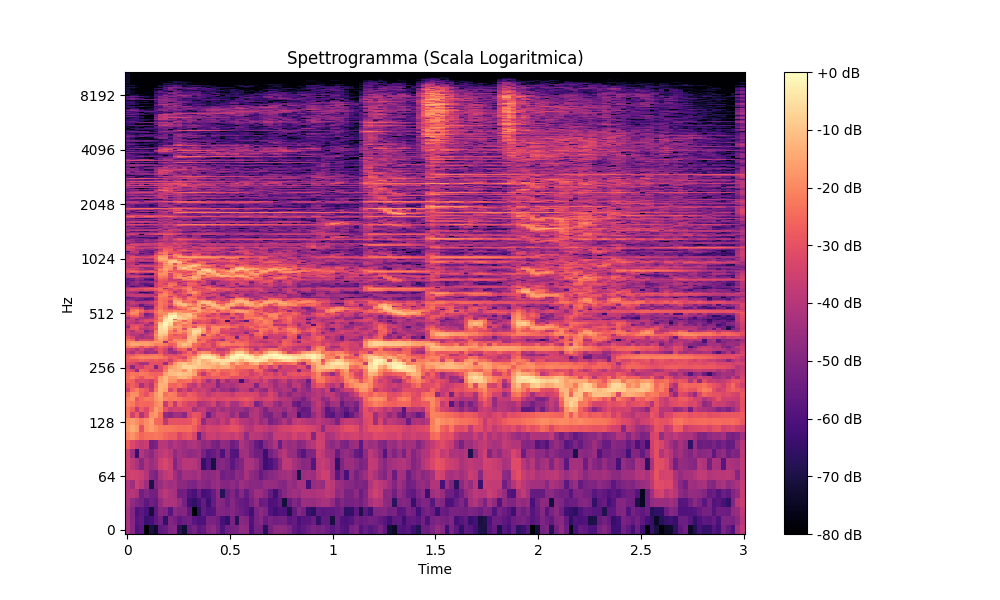 Spettrogramma (Scala Logaritmica)
Hz
8192
4096
2048
1024
512
256
128
64
0
0
0.5
1
1.5
2
2.5
3
Time
+0 dB
-10 dB
-20 dB
-30 dB
-40 dB
-50 dB
-60 dB
-70 dB
-80 dB